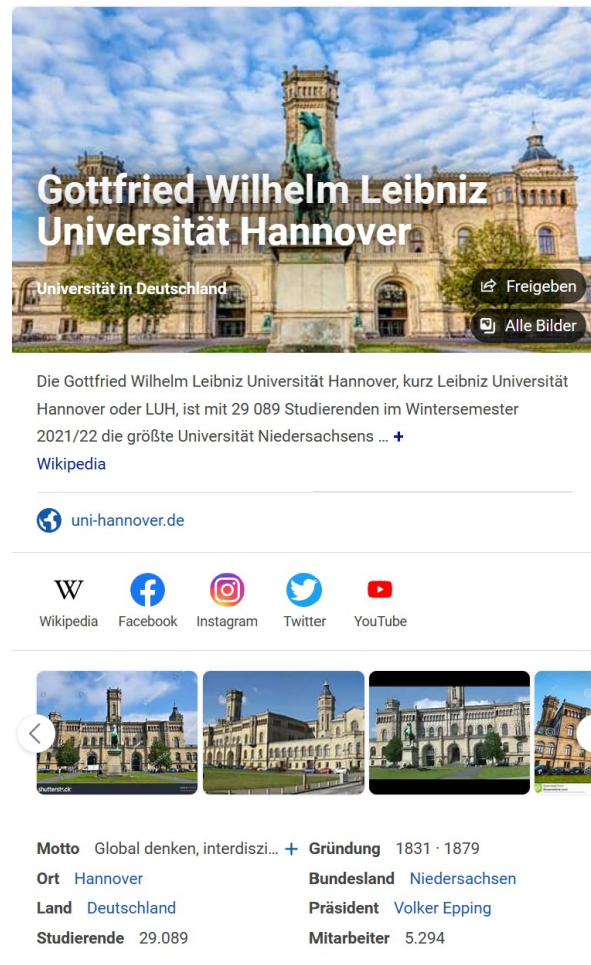 Gottfried Wilhelm Leibniz
Universität Hannover
Universität in Deutschland
Freigeben
Alle Bilder
Die Gottfried Wilhelm Leibniz Universität Hannover, kurz Leibniz Universität
Hannover oder LUH, ist mit 29 089 Studierenden im Wintersemester
2021/22 die größte Universität Niedersachsens ... +
Wikipedia
uni-hannover.de
W
Wikipedia Facebook Instagram Twitter YouTube
shutterstock
Motto Global denken, interdiszi... + Gründung 1831 · 1879
Ort Hannover Bundesland Niedersachsen
Land Deutschland Präsident Volker Epping
Studierende 29.089 Mitarbeiter 5.294